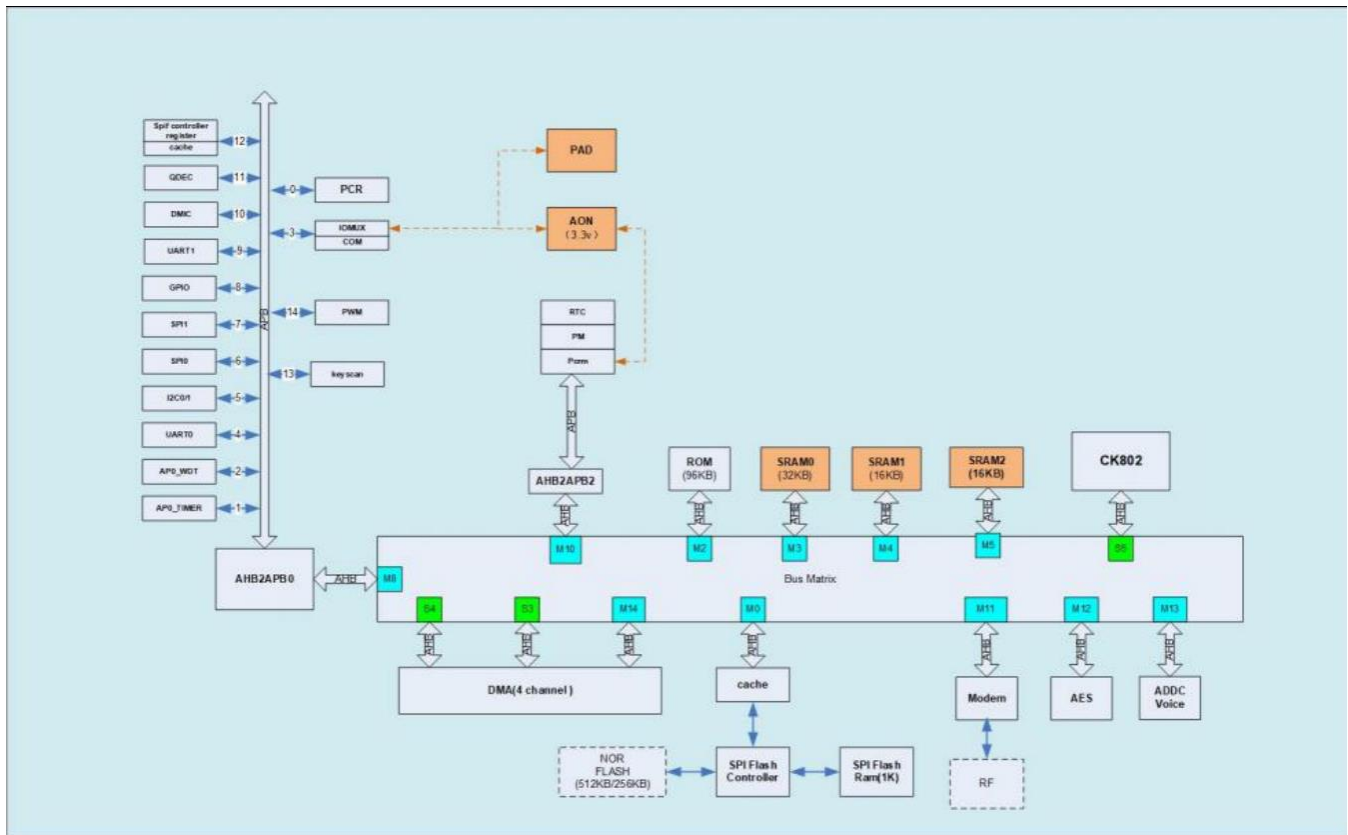 Spif controller
register
cache
12
QDEC
11
DMIC
10
UART1
9
GPIO
8
SPI1
7
SPI0
6
I2C0/1
5
UART0
4
AP0_WDT
2
AP0_TIMER
1
APB
0
PCR
3
IOMUX
COM
14
PWM
13
keyscan
PAD
AON
(3.3v)
RTC
PM
Pcrm
APB
AHB2APB2
AHB
ROM
(96KB)
AHB
SRAM0
(32KB)
AHB
SRAM1
(16KB)
AHB
SRAM2
(16KB)
AHB
CK802
AHB
AHB2APB0
AHB
M8
M10
M2
M3
M4
M5
S5
Bus Matrix
S4
S3
M14
M0
M11
M12
M13
AHB
AHB
AHB
AHB
AHB
AHB
AHB
DMA(4 channel)
cache
Modem
AES
ADDC
Voice
NOR
FLASH
(512KB/256KB)
SPI Flash
Controller
SPI Flash
Ram(1K)
RF